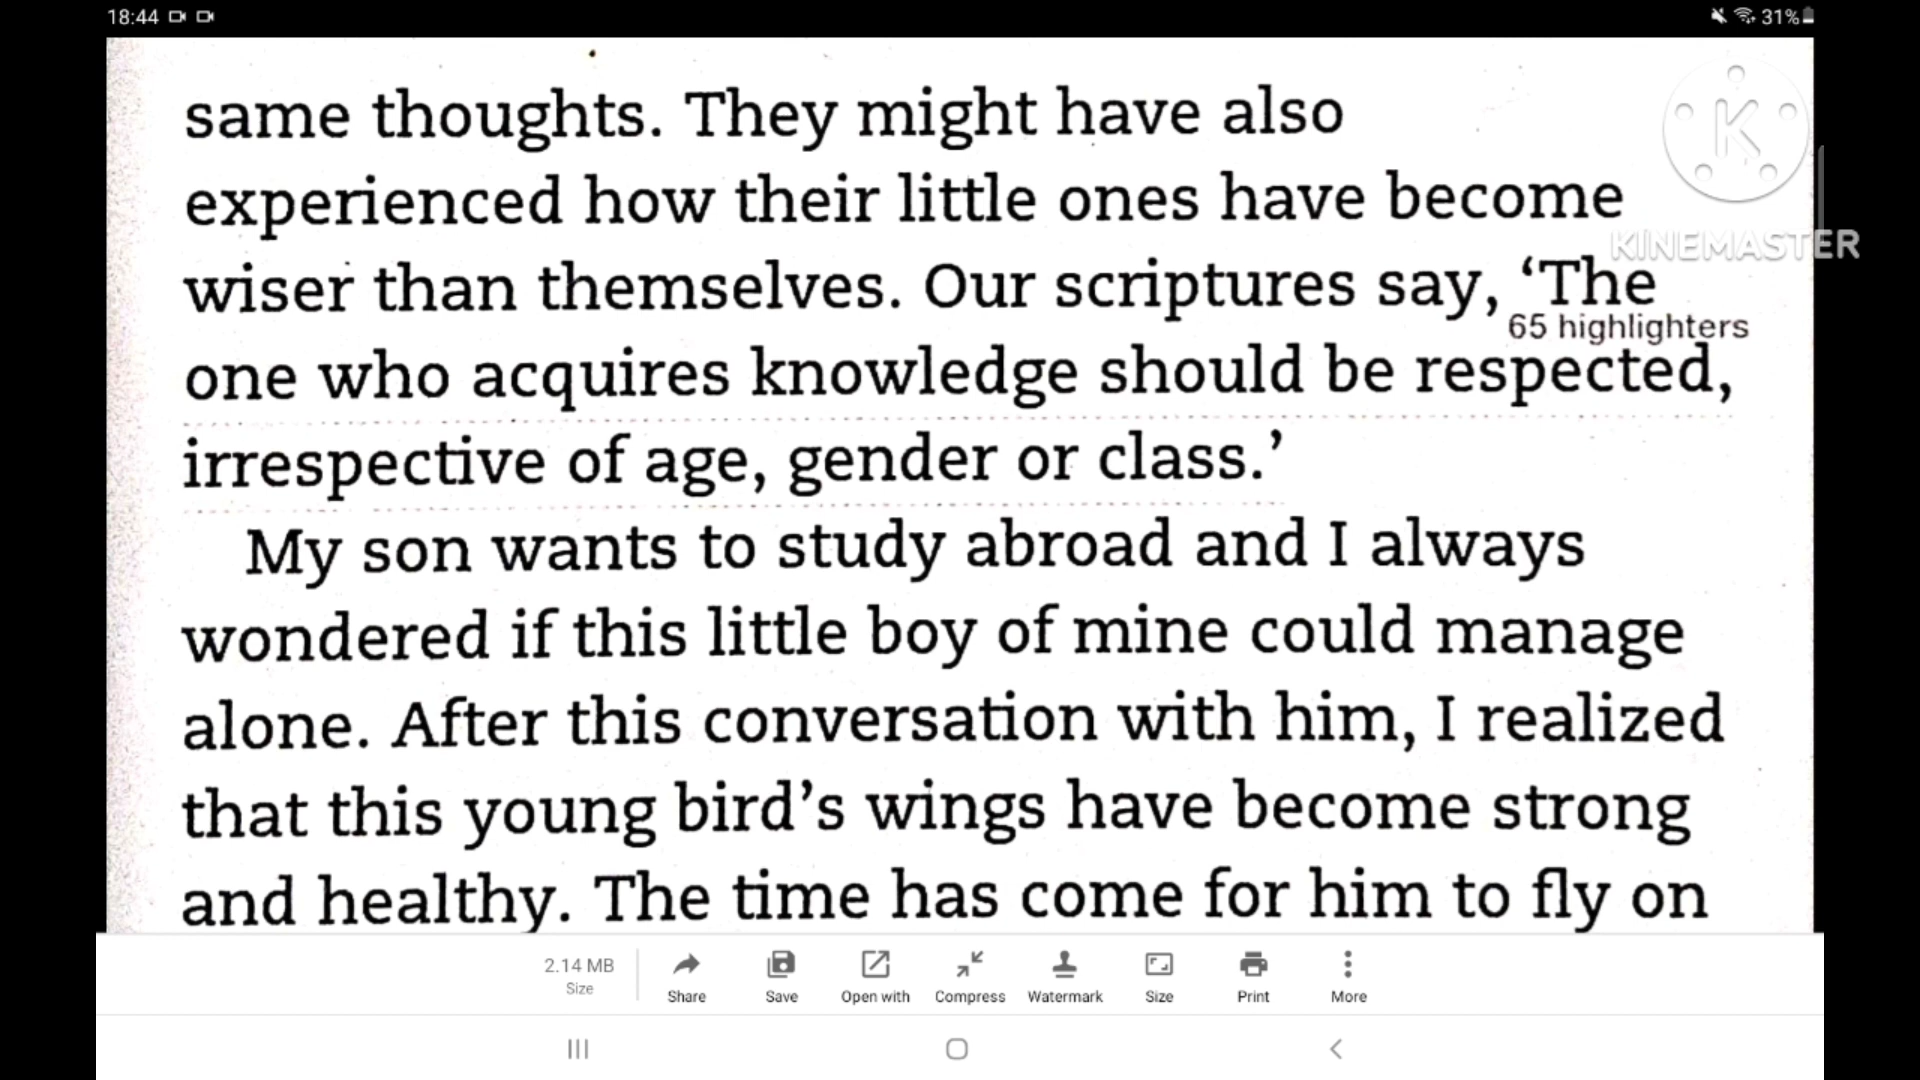 18:44
31%
same thoughts. They might have also
experienced how their little ones have become
KINEMASTER
wiser than themselves. Our scriptures say, ‘The
65 highlighters
one who acquires knowledge should be respected,
irrespective of age, gender or class.’
My son wants to study abroad and I always
wondered if this little boy of mine could manage
alone. After this conversation with him, I realized
that this young bird’s wings have become strong
and healthy. The time has come for him to fly on
2.14 MB
Size
Share
Save
Open with
Compress
Watermark
Size
Print
More